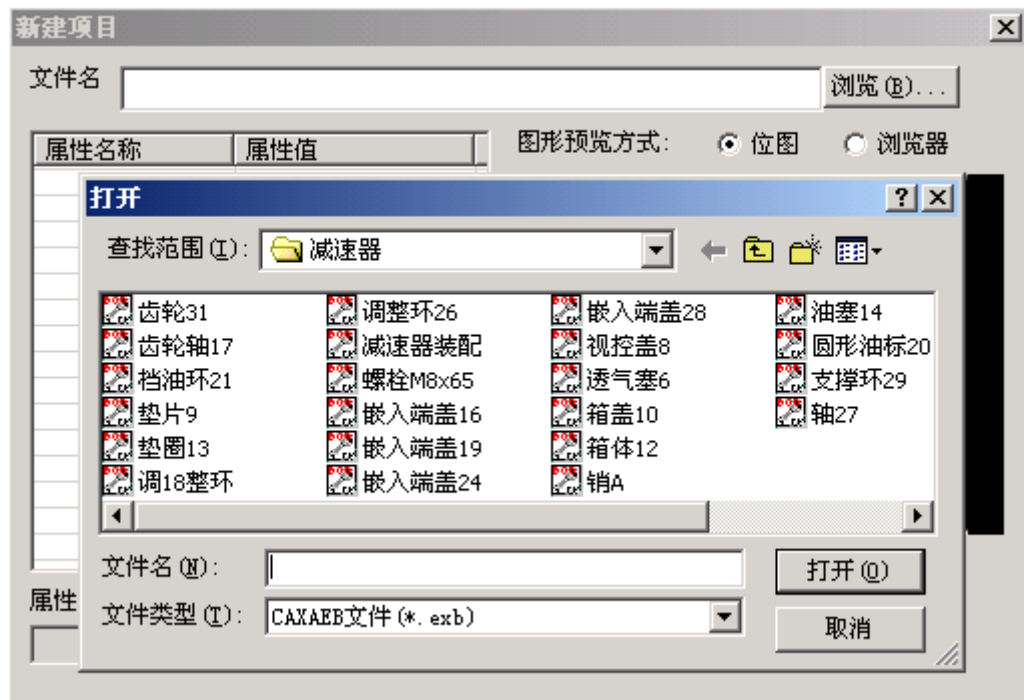 新建项目
文件名 浏览(B)...
属性名称 属性值 图形预览方式: 位图 浏览器
打开
查找范围(I): 减速器
齿轮31 调整环26 嵌入端盖28 油塞14
齿轮轴17 减速器装配 视控盖8 圆形油标20
档油环21 螺栓M8x65 透气塞6 支撑环29
垫片9 嵌入端盖16 箱盖10 轴27
垫圈13 嵌入端盖19 箱体12
调18整环 嵌入端盖24 销A
文件名(N): 打开(O)
属性
文件类型(T): CAXAEB文件(*.exb)
取消